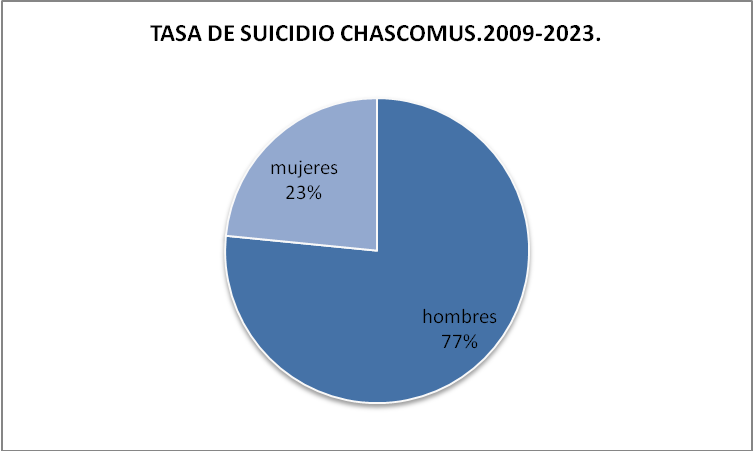 TASA DE SUICIDIO CHASCOMUS.2009-2023.
mujeres
23%
hombres
77%